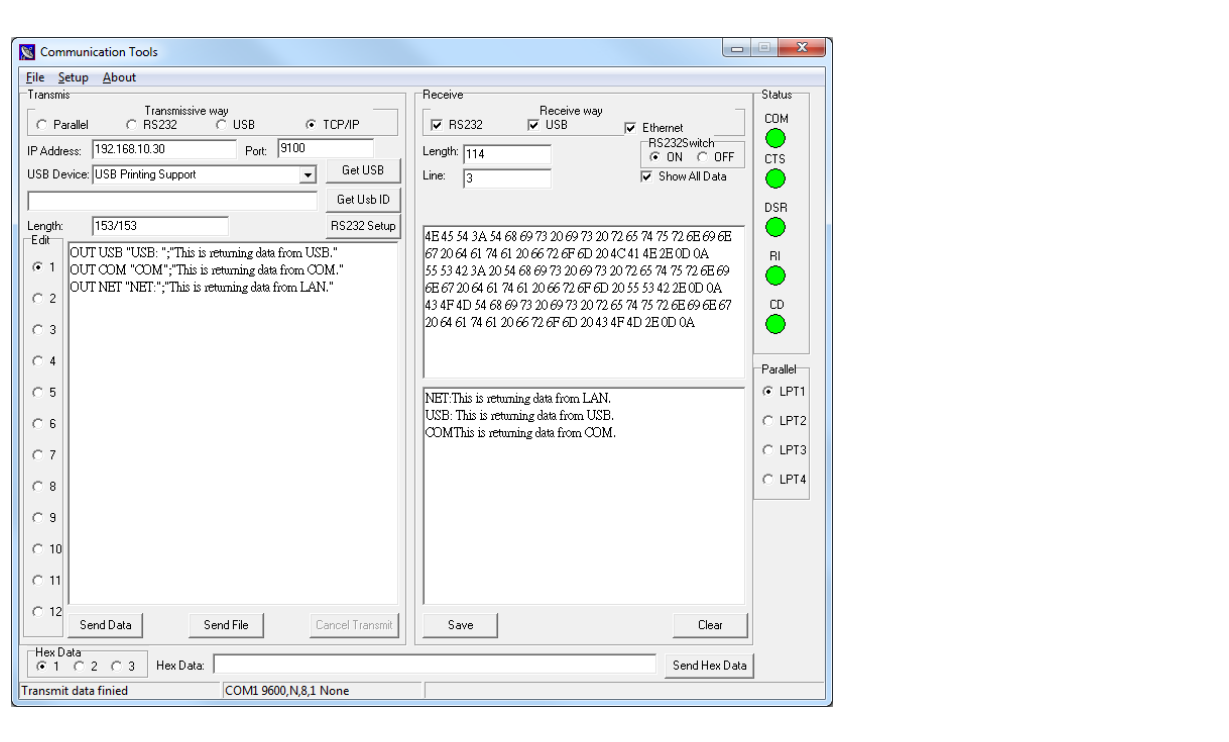 Communication Tools
File Setup About
Transmis
Transmissive way
Parallel RS232 USB TCP/IP
IP Address: 192.168.10.30 Port: 9100
USB Device: USB Printing Support Get USB
Get Usb ID
Length: 153/153 RS232 Setup
Edit
1
2
3
4
5
6
7
8
9
10
11
12
OUT USB "USB: ";"This is returning data from USB."
OUT COM "COM";"This is returning data from COM."
OUT NET "NET:";"This is returning data from LAN."
Send Data Send File Cancel Transmit
Receive
Receive way
RS232 USB Ethernet
Length: 114
RS232Switch
ON OFF
Line: 3
Show All Data
4E 45 54 3A 54 68 69 73 20 69 73 20 72 65 74 75 72 6E 69 6E
67 20 64 61 74 61 20 66 72 6F 6D 20 4C 41 4E 2E 0D 0A
55 53 42 3A 20 54 68 69 73 20 69 73 20 72 65 74 75 72 6E 69
6E 67 20 64 61 74 61 20 66 72 6F 6D 20 55 53 42 2E 0D 0A
43 4F 4D 54 68 69 73 20 69 73 20 72 65 74 75 72 6E 69 6E 67
20 64 61 74 61 20 66 72 6F 6D 20 43 4F 4D 2E 0D 0A
NET:This is returning data from LAN.
USB: This is returning data from USB.
COMThis is returning data from COM.
Save Clear
Status
COM
CTS
DSR
RI
CD
Parallel
LPT1
LPT2
LPT3
LPT4
Hex Data
1 2 3 Hex Data: Send Hex Data
Transmit data finied COM1 9600,N,8,1 None